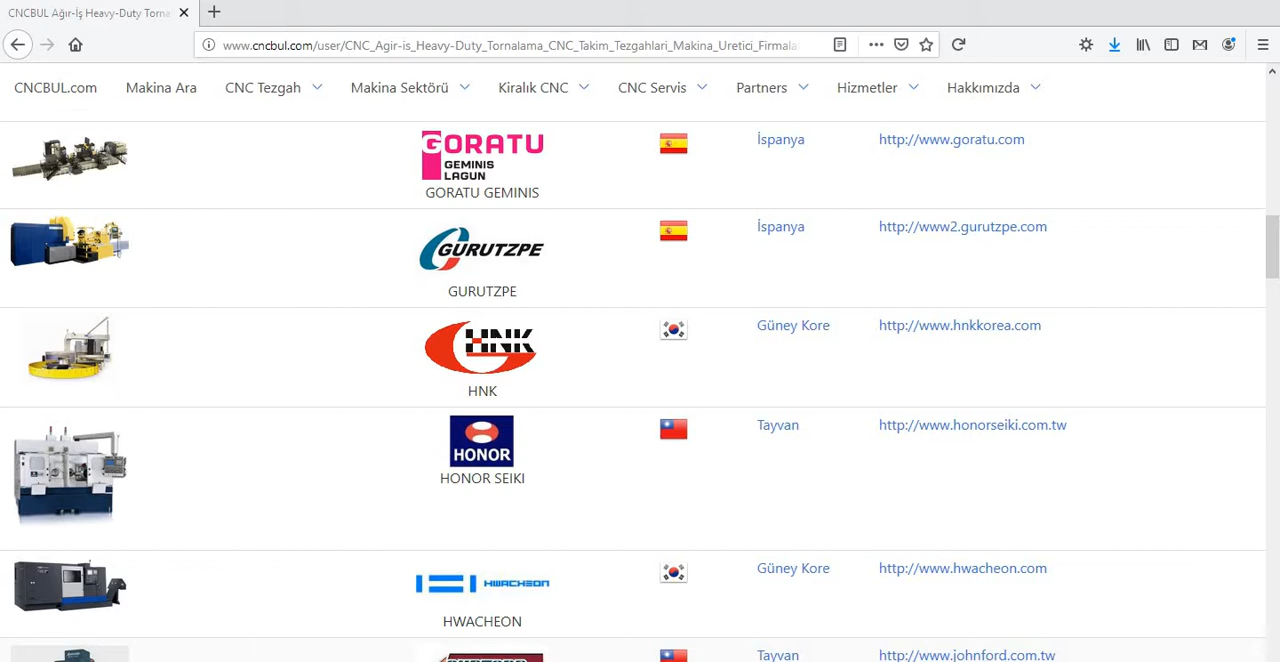 CNCBUL Ağır-İş Heavy-Duty Torna
www.cncbul.com/user/CNC_Agir-is_Heavy-Duty_Tornalama_CNC_Takim_Tezgahlari_Makina_Uretici_Firmala
CNCBUL.com Makina Ara CNC Tezgah Makina Sektörü Kiralık CNC CNC Servis Partners Hizmetler Hakkımızda
GORATU
GEMINIS
LAGUN
GORATU GEMINIS İspanya http://www.goratu.com
GURUTZPE
GURUTZPE İspanya http://www2.gurutzpe.com
HNK
HNK Güney Kore http://www.hnkkorea.com
HONOR
HONOR SEIKI Tayvan http://www.honorseiki.com.tw
HWACHEON
HWACHEON Güney Kore http://www.hwacheon.com
Tayvan http://www.johnford.com.tw